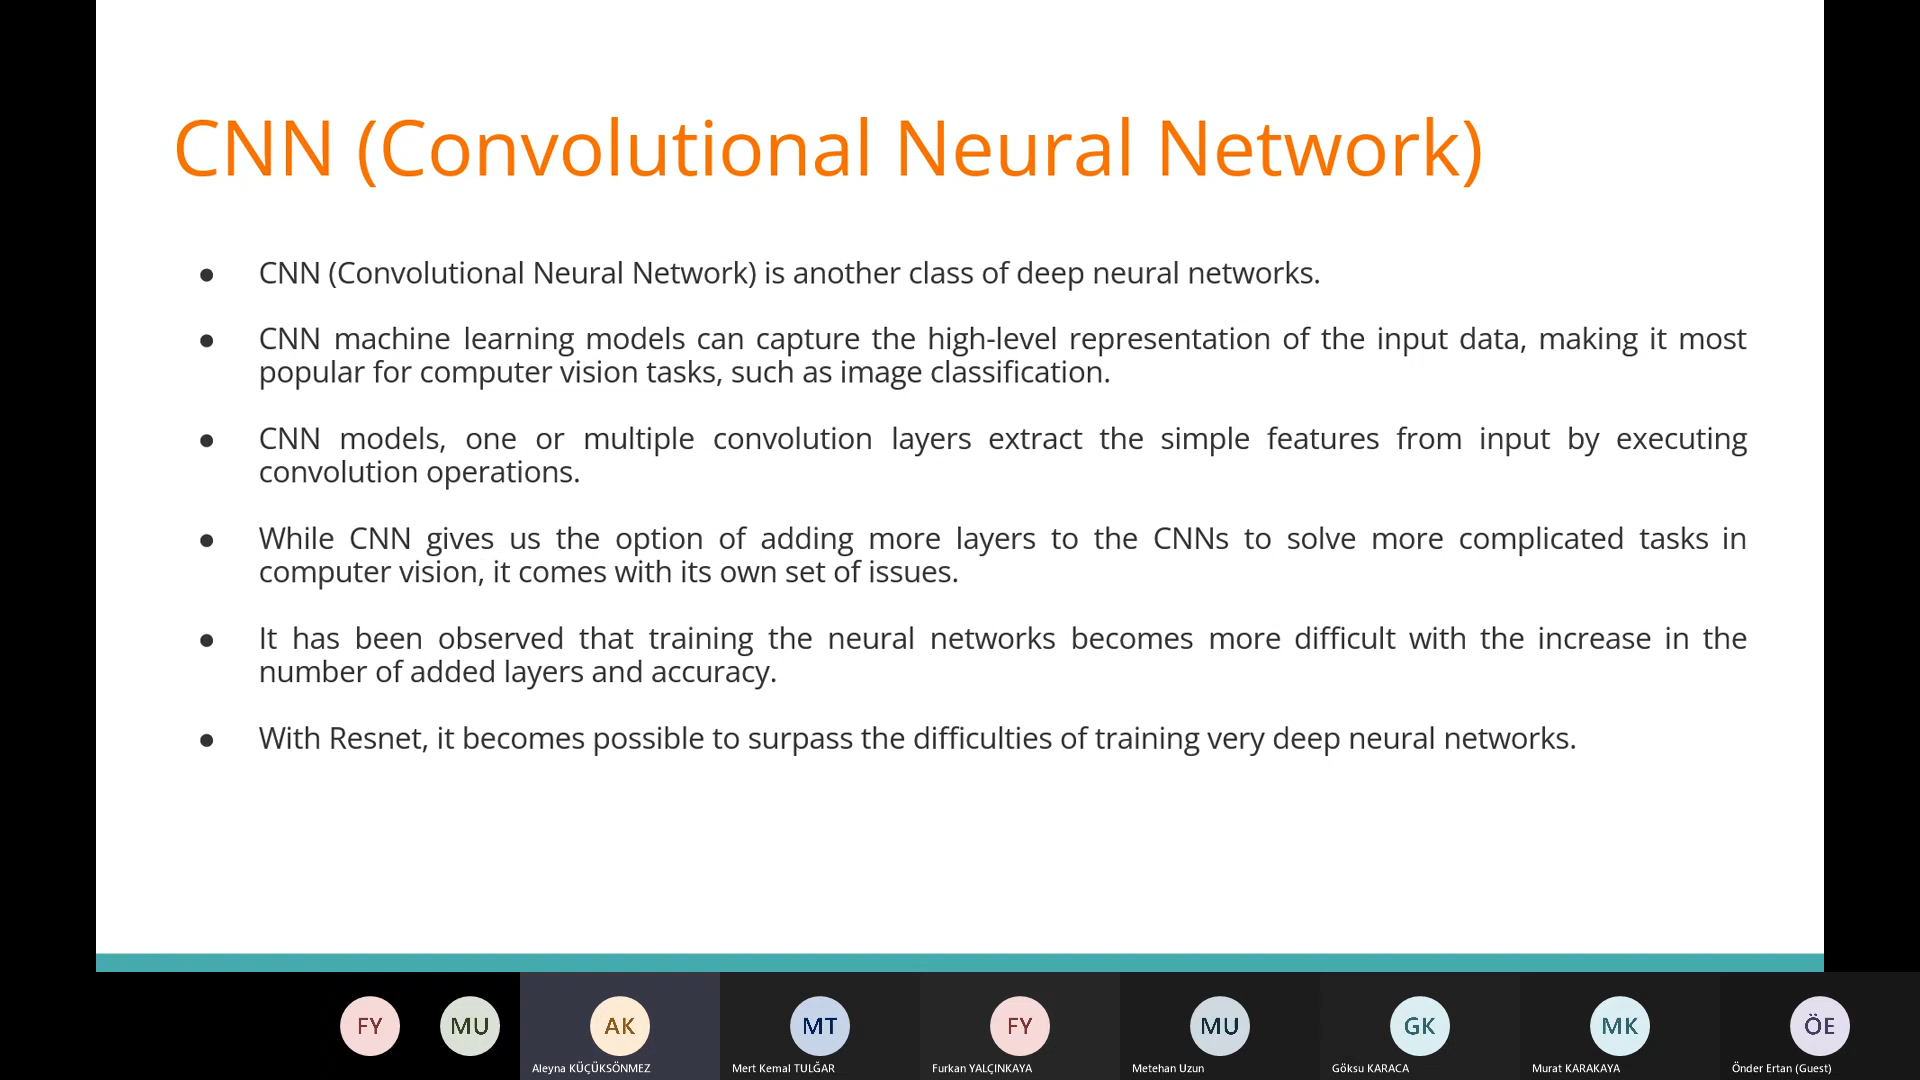 CNN (Convolutional Neural Network)
● CNN (Convolutional Neural Network) is another class of deep neural networks.
● CNN machine learning models can capture the high-level representation of the input data, making it most
popular for computer vision tasks, such as image classification.
● CNN models, one or multiple convolution layers extract the simple features from input by executing
convolution operations.
● While CNN gives us the option of adding more layers to the CNNs to solve more complicated tasks in
computer vision, it comes with its own set of issues.
● It has been observed that training the neural networks becomes more difficult with the increase in the
number of added layers and accuracy.
● With Resnet, it becomes possible to surpass the difficulties of training very deep neural networks.
FY MU AK MT FY MU GK MK ÖE
Aleyna KÜÇÜKSÖNMEZ Mert Kemal TULĞAR Furkan YALÇINKAYA Metehan Uzun Göksu KARACA Murat KARAKAYA Önder Ertan (Guest)